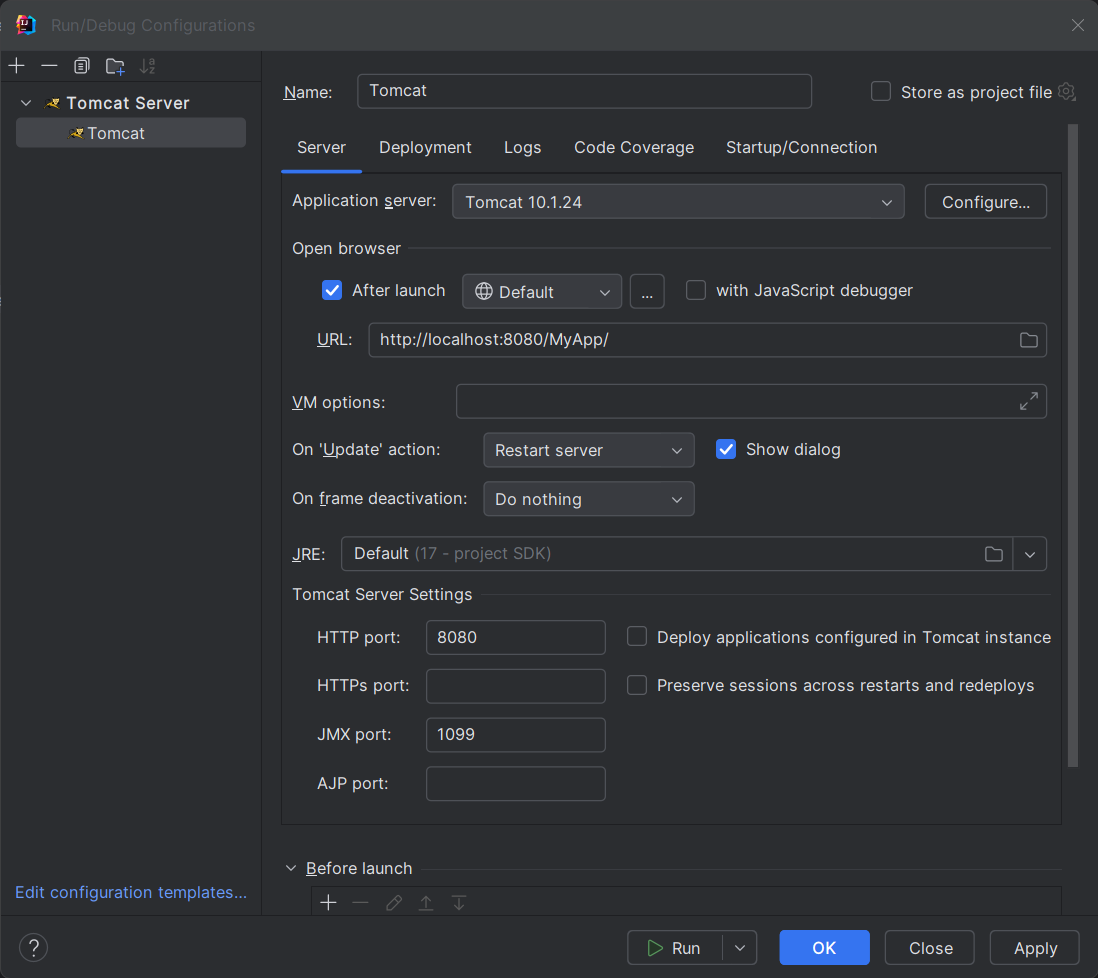 Run/Debug Configurations
Tomcat Server
Tomcat
Edit configuration templates...
Name: Tomcat Store as project file
Server Deployment Logs Code Coverage Startup/Connection
Application server: Tomcat 10.1.24 Configure...
Open browser
After launch Default ... with JavaScript debugger
URL: http://localhost:8080/MyApp/
VM options:
On 'Update' action: Restart server Show dialog
On frame deactivation: Do nothing
JRE: Default (17 - project SDK)
Tomcat Server Settings
HTTP port: 8080 Deploy applications configured in Tomcat instance
HTTPs port: Preserve sessions across restarts and redeploys
JMX port: 1099
AJP port:
Before launch
? Run OK Close Apply